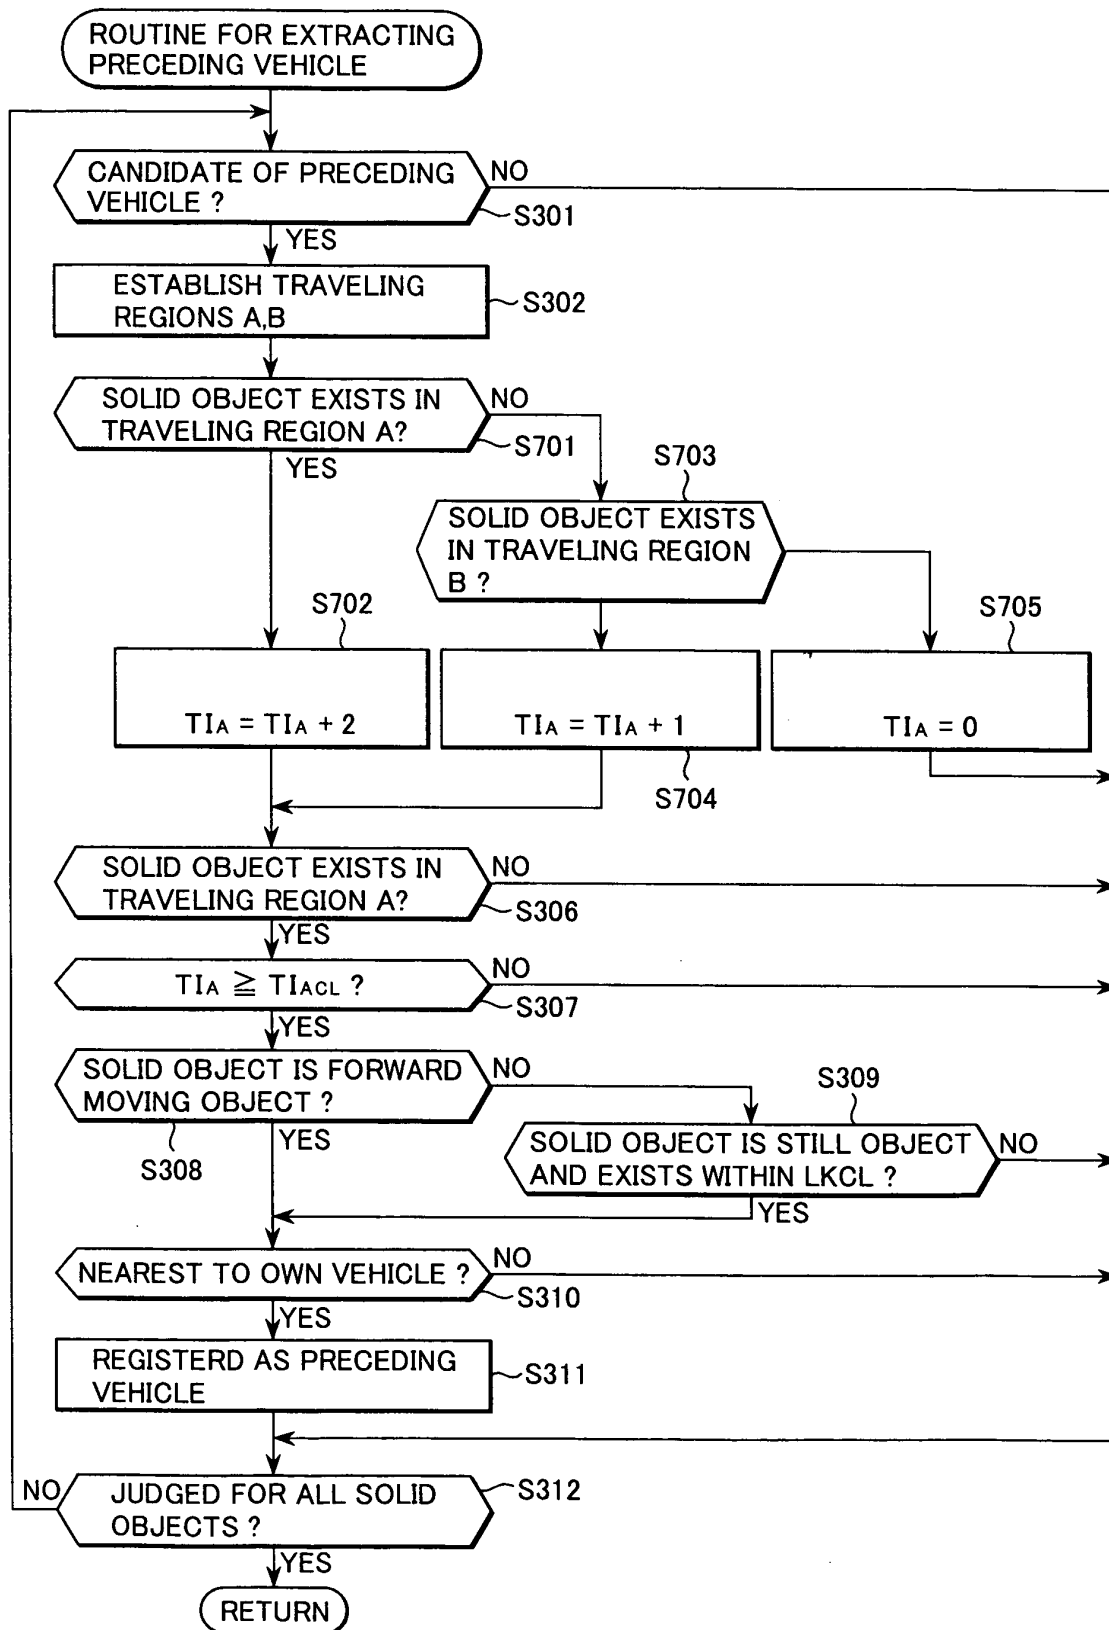 ROUTINE FOR EXTRACTING
PRECEDING VEHICLE
CANDIDATE OF PRECEDING
VEHICLE ?
NO
S301
YES
ESTABLISH TRAVELING
REGIONS A,B
S302
SOLID OBJECT EXISTS IN
TRAVELING REGION A?
NO
S701
YES
S703
SOLID OBJECT EXISTS
IN TRAVELING REGION
B ?
S702
S705
TIA = TIA + 2
TIA = TIA + 1
TIA = 0
S704
SOLID OBJECT EXISTS IN
TRAVELING REGION A?
NO
S306
YES
TIA ≧ TIACL ?
NO
S307
YES
SOLID OBJECT IS FORWARD
MOVING OBJECT ?
NO
S308
YES
S309
SOLID OBJECT IS STILL OBJECT
AND EXISTS WITHIN LKCL ?
NO
YES
NEAREST TO OWN VEHICLE ?
NO
S310
YES
REGISTERD AS PRECEDING
VEHICLE
S311
NO
JUDGED FOR ALL SOLID
OBJECTS ?
S312
YES
RETURN